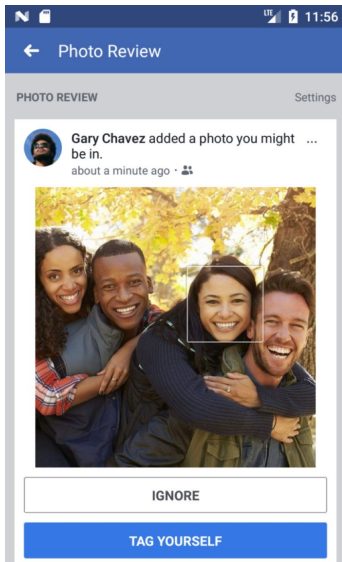 LTE 11:56
Photo Review
PHOTO REVIEW Settings
Gary Chavez added a photo you might ...
be in.
about a minute ago ·
IGNORE
TAG YOURSELF